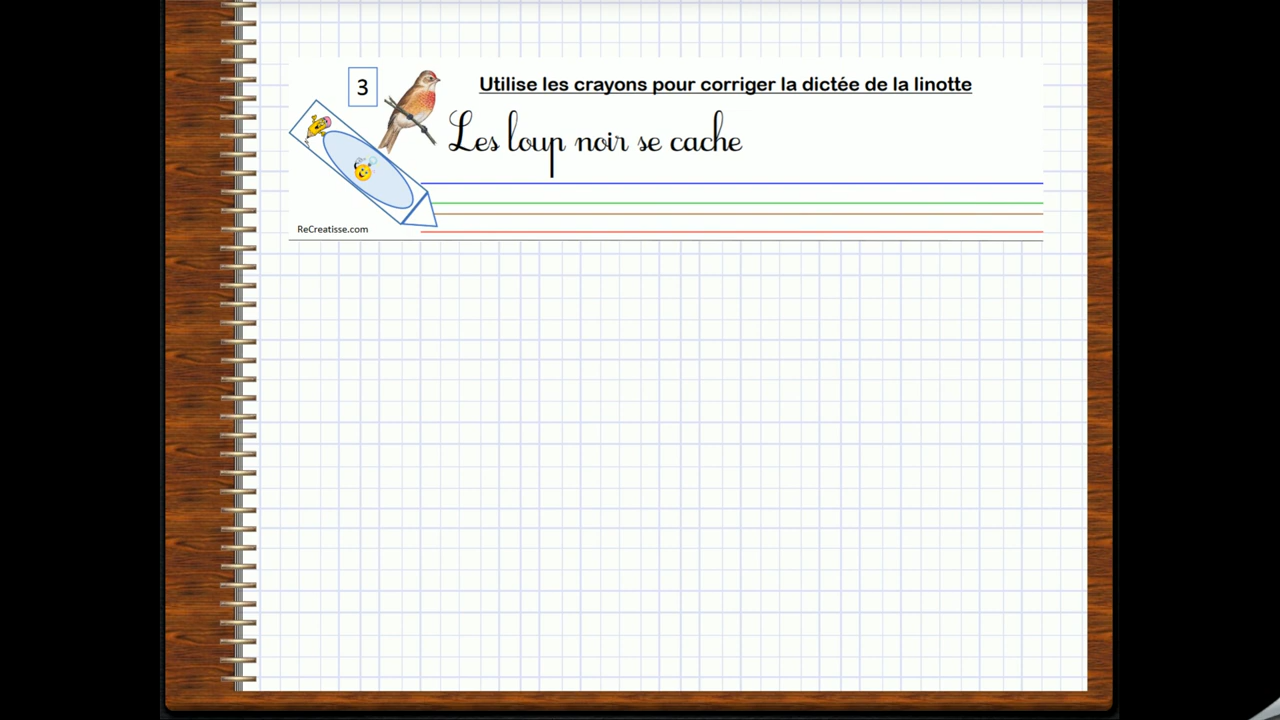 3
Utilise les crayons pour corriger la dictée de la linotte
Les loup noir se cache
ReCreatisse.com